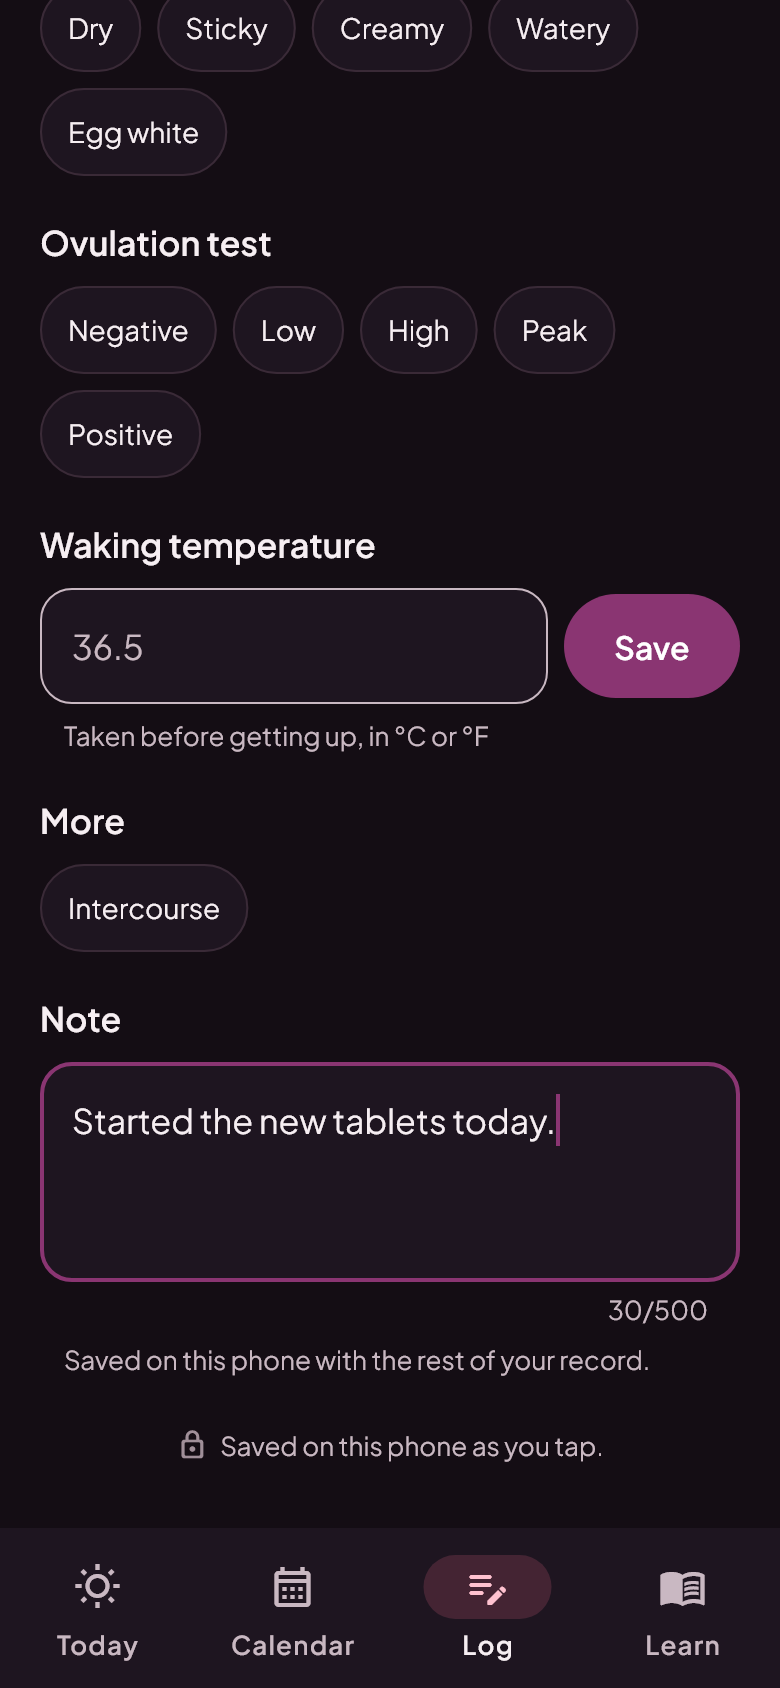 Dry Sticky Creamy Watery
Egg white
Ovulation test
Negative Low High Peak
Positive
Waking temperature
36.5 Save
Taken before getting up, in °C or °F
More
Intercourse
Note
Started the new tablets today.
30/500
Saved on this phone with the rest of your record.
Saved on this phone as you tap.
Today Calendar Log Learn